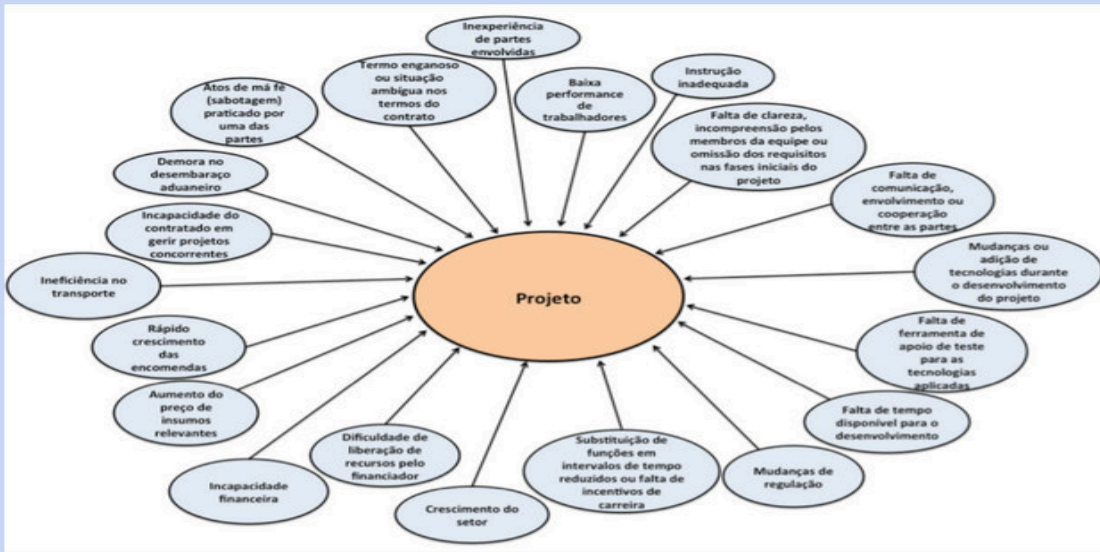 Inexperiência
de partes
envolvidas
Termo enganoso
ou situação
ambígua nos
termos do
contrato
Baixa
performance
de
trabalhadores
Instrução
inadequada
Atos de má fé
(sabotagem)
praticado por
uma das
partes
Falta de clareza,
incompreensão pelos
membros da equipe ou
omissão dos requisitos
nas fases iniciais do
projeto
Demora no
desembaraço
aduaneiro
Falta de
comunicação,
envolvimento ou
cooperação
entre as partes
Incapacidade do
contratado em
gerir projetos
concorrentes
Mudanças ou
adição de
tecnologias durante
o desenvolvimento
do projeto
Ineficiência no
transporte
Projeto
Rápido
crescimento
das
encomendas
Falta de
ferramenta de
apoio de teste
para as
tecnologias
aplicadas
Aumento do
preço de
insumos
relevantes
Falta de tempo
disponível para o
desenvolvimento
Dificuldade de
liberação de
recursos pelo
financiador
Substituição de
funções em
intervalos de tempo
reduzidos ou falta de
incentivos de
carreira
Mudanças de
regulação
Incapacidade
financeira
Crescimento do
setor